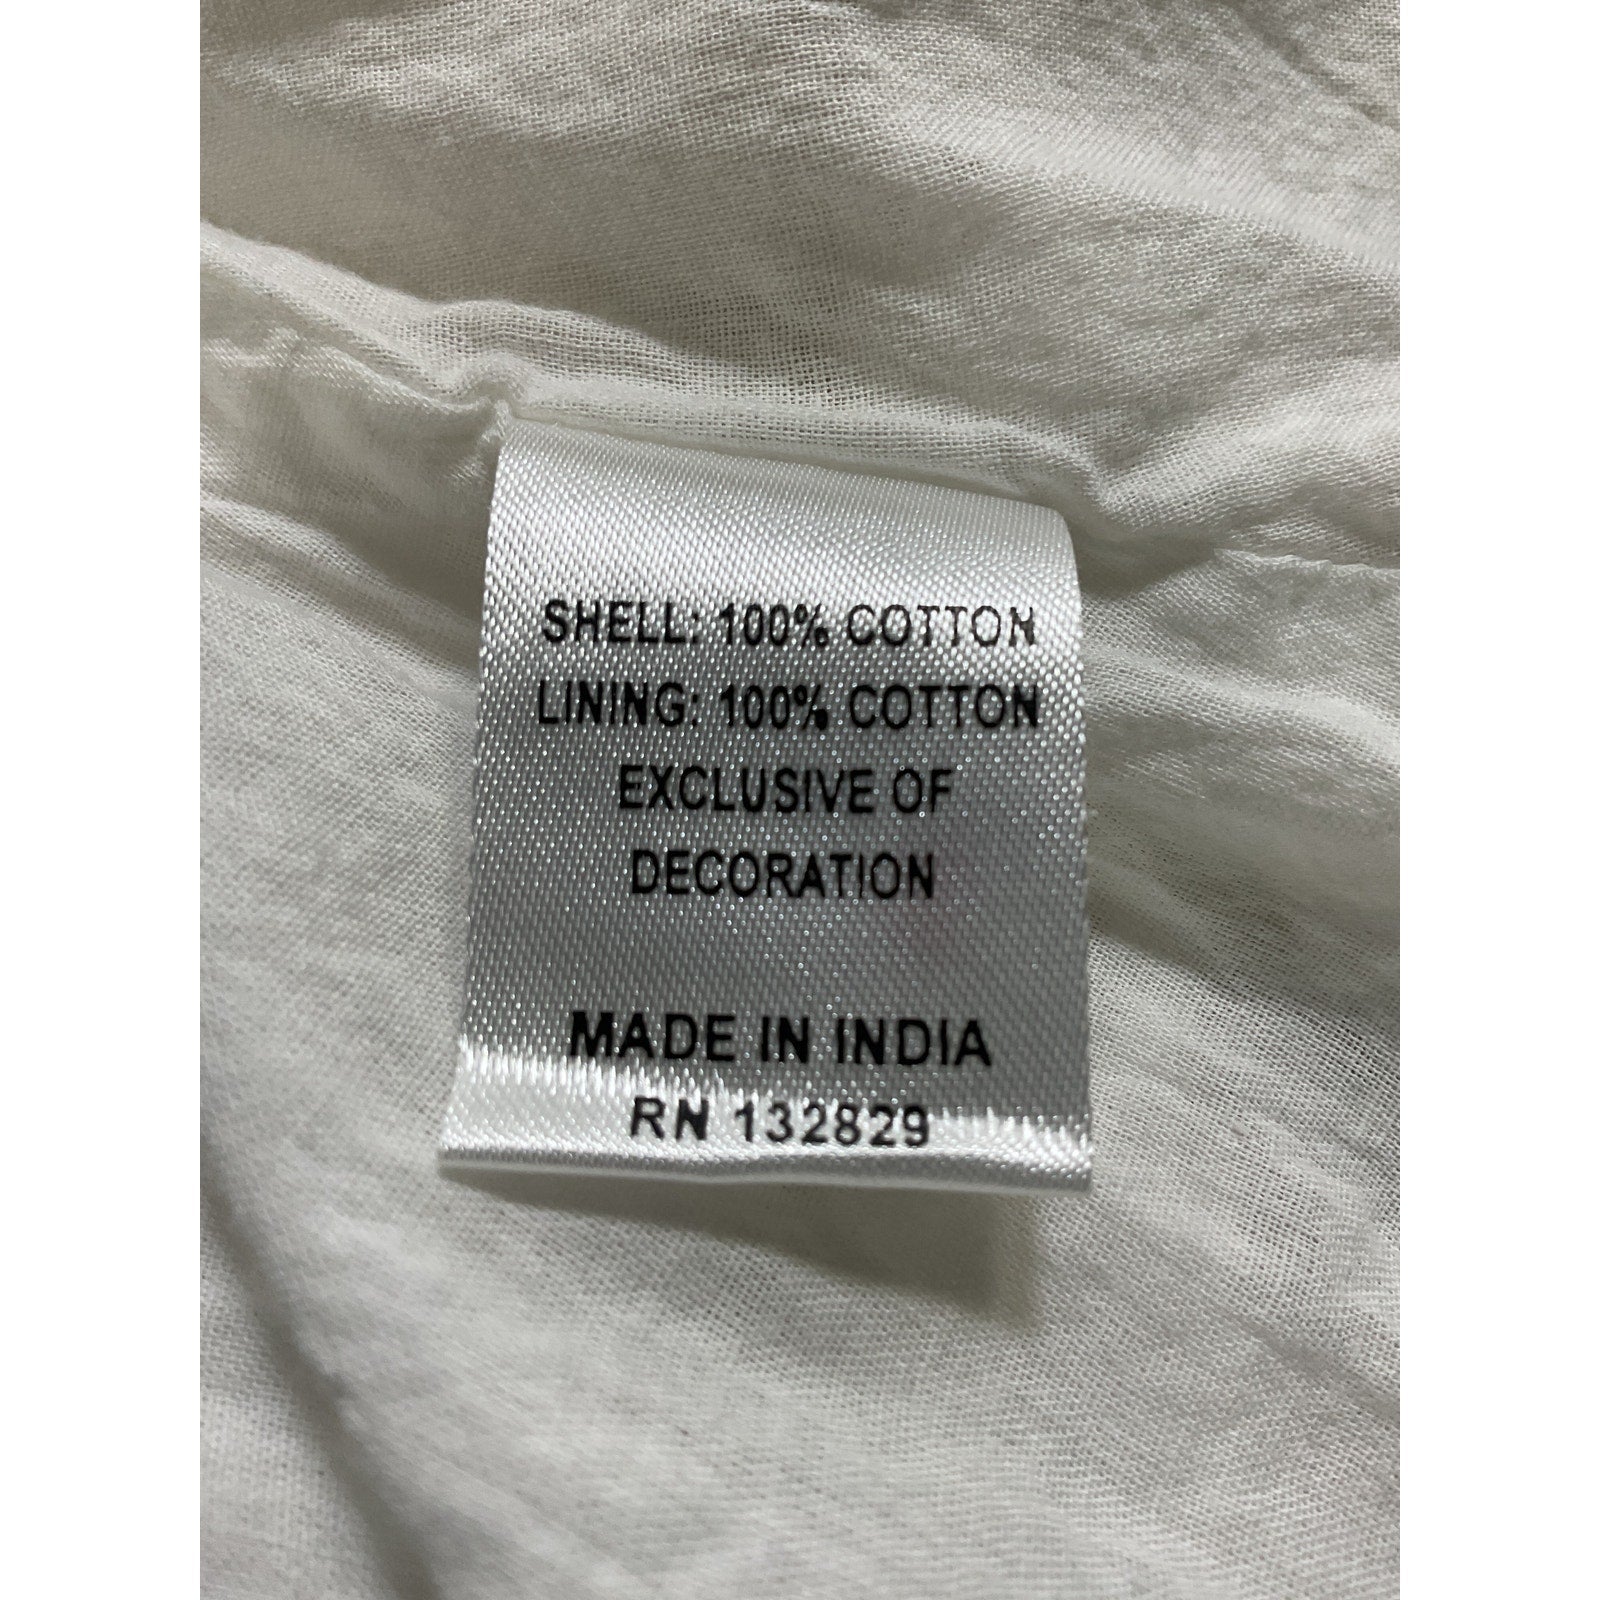 SHELL: 100% COTTON
LINING: 100% COTTON
EXCLUSIVE OF
DECORATION
MADE IN INDIA
RN 132829